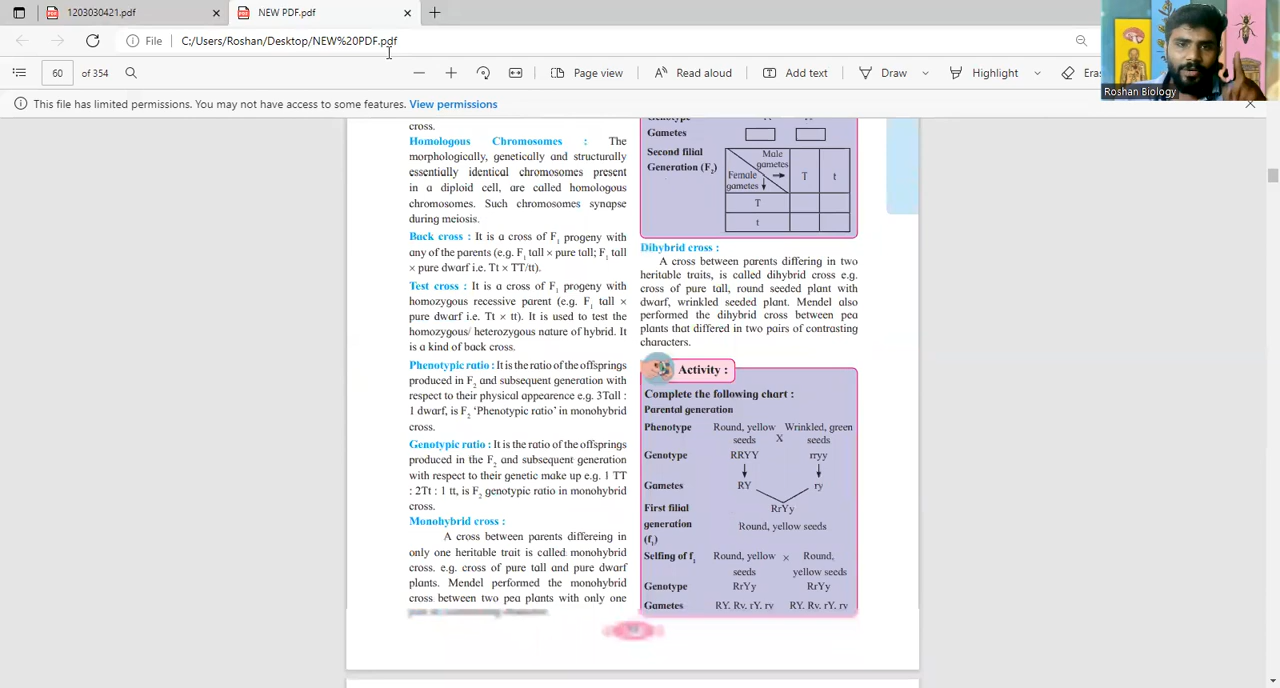 1203030421.pdf
NEW PDF.pdf
File
C:/Users/Roshan/Desktop/NEW%20PDF.pdf
60 of 354
Page view
Read aloud
Add text
Draw
Highlight
Eras
Roshan Biology
This file has limited permissions. You may not have access to some features. View permissions
cross.
Homologous Chromosomes : The
morphologically, genetically and structurally
essentially identical chromosomes present
in a diploid cell, are called homologous
chromosomes. Such chromosomes synapse
during meiosis.
Back cross : It is a cross of F1 progeny with
any of the parents (e.g. F1 tall × pure tall; F1 tall
× pure dwarf i.e. Tt × TT/tt).
Test cross : It is a cross of F1 progeny with
homozygous recessive parent (e.g. F1 tall ×
pure dwarf i.e. Tt × tt). It is used to test the
homozygous/ heterozygous nature of hybrid. It
is a kind of back cross.
Phenotypic ratio : It is the ratio of the offsprings
produced in F2 and subsequent generation with
respect to their physical appearence e.g. 3Tall :
1 dwarf, is F2 ‘Phenotypic ratio’ in monohybrid
cross.
Genotypic ratio : It is the ratio of the offsprings
produced in the F2 and subsequent generation
with respect to their genetic make up e.g. 1 TT
: 2Tt : 1 tt, is F2 genotypic ratio in monohybrid
cross.
Monohybrid cross :
A cross between parents differeing in
only one heritable trait is called monohybrid
cross. e.g. cross of pure tall and pure dwarf
plants. Mendel performed the monohybrid
cross between two pea plants with only one
Genotype
Gametes
Second filial
Generation (F2)
Male
gametes
Female
gametes
T t
T
t
Dihybrid cross :
A cross between parents differing in two
heritable traits, is called dihybrid cross e.g.
cross of pure tall, round seeded plant with
dwarf, wrinkled seeded plant. Mendel also
performed the dihybrid cross between pea
plants that differed in two pairs of contrasting
characters.
Activity :
Complete the following chart :
Parental generation
Phenotype Round, yellow seeds X Wrinkled, green seeds
Genotype RRYY rryy
Gametes RY ry
First filial RrYy
generation Round, yellow seeds
(f1)
Selfing of f1 Round, yellow seeds × Round, yellow seeds
Genotype RrYy RrYy
Gametes RY, Ry, rY, ry RY, Ry, rY, ry